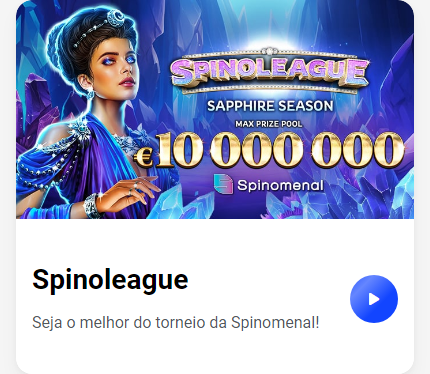 SPINOLEAGUE
SAPPHIRE SEASON
MAX PRIZE POOL
€10 000 000
Spinomenal
Spinoleague
Seja o melhor do torneio da Spinomenal!